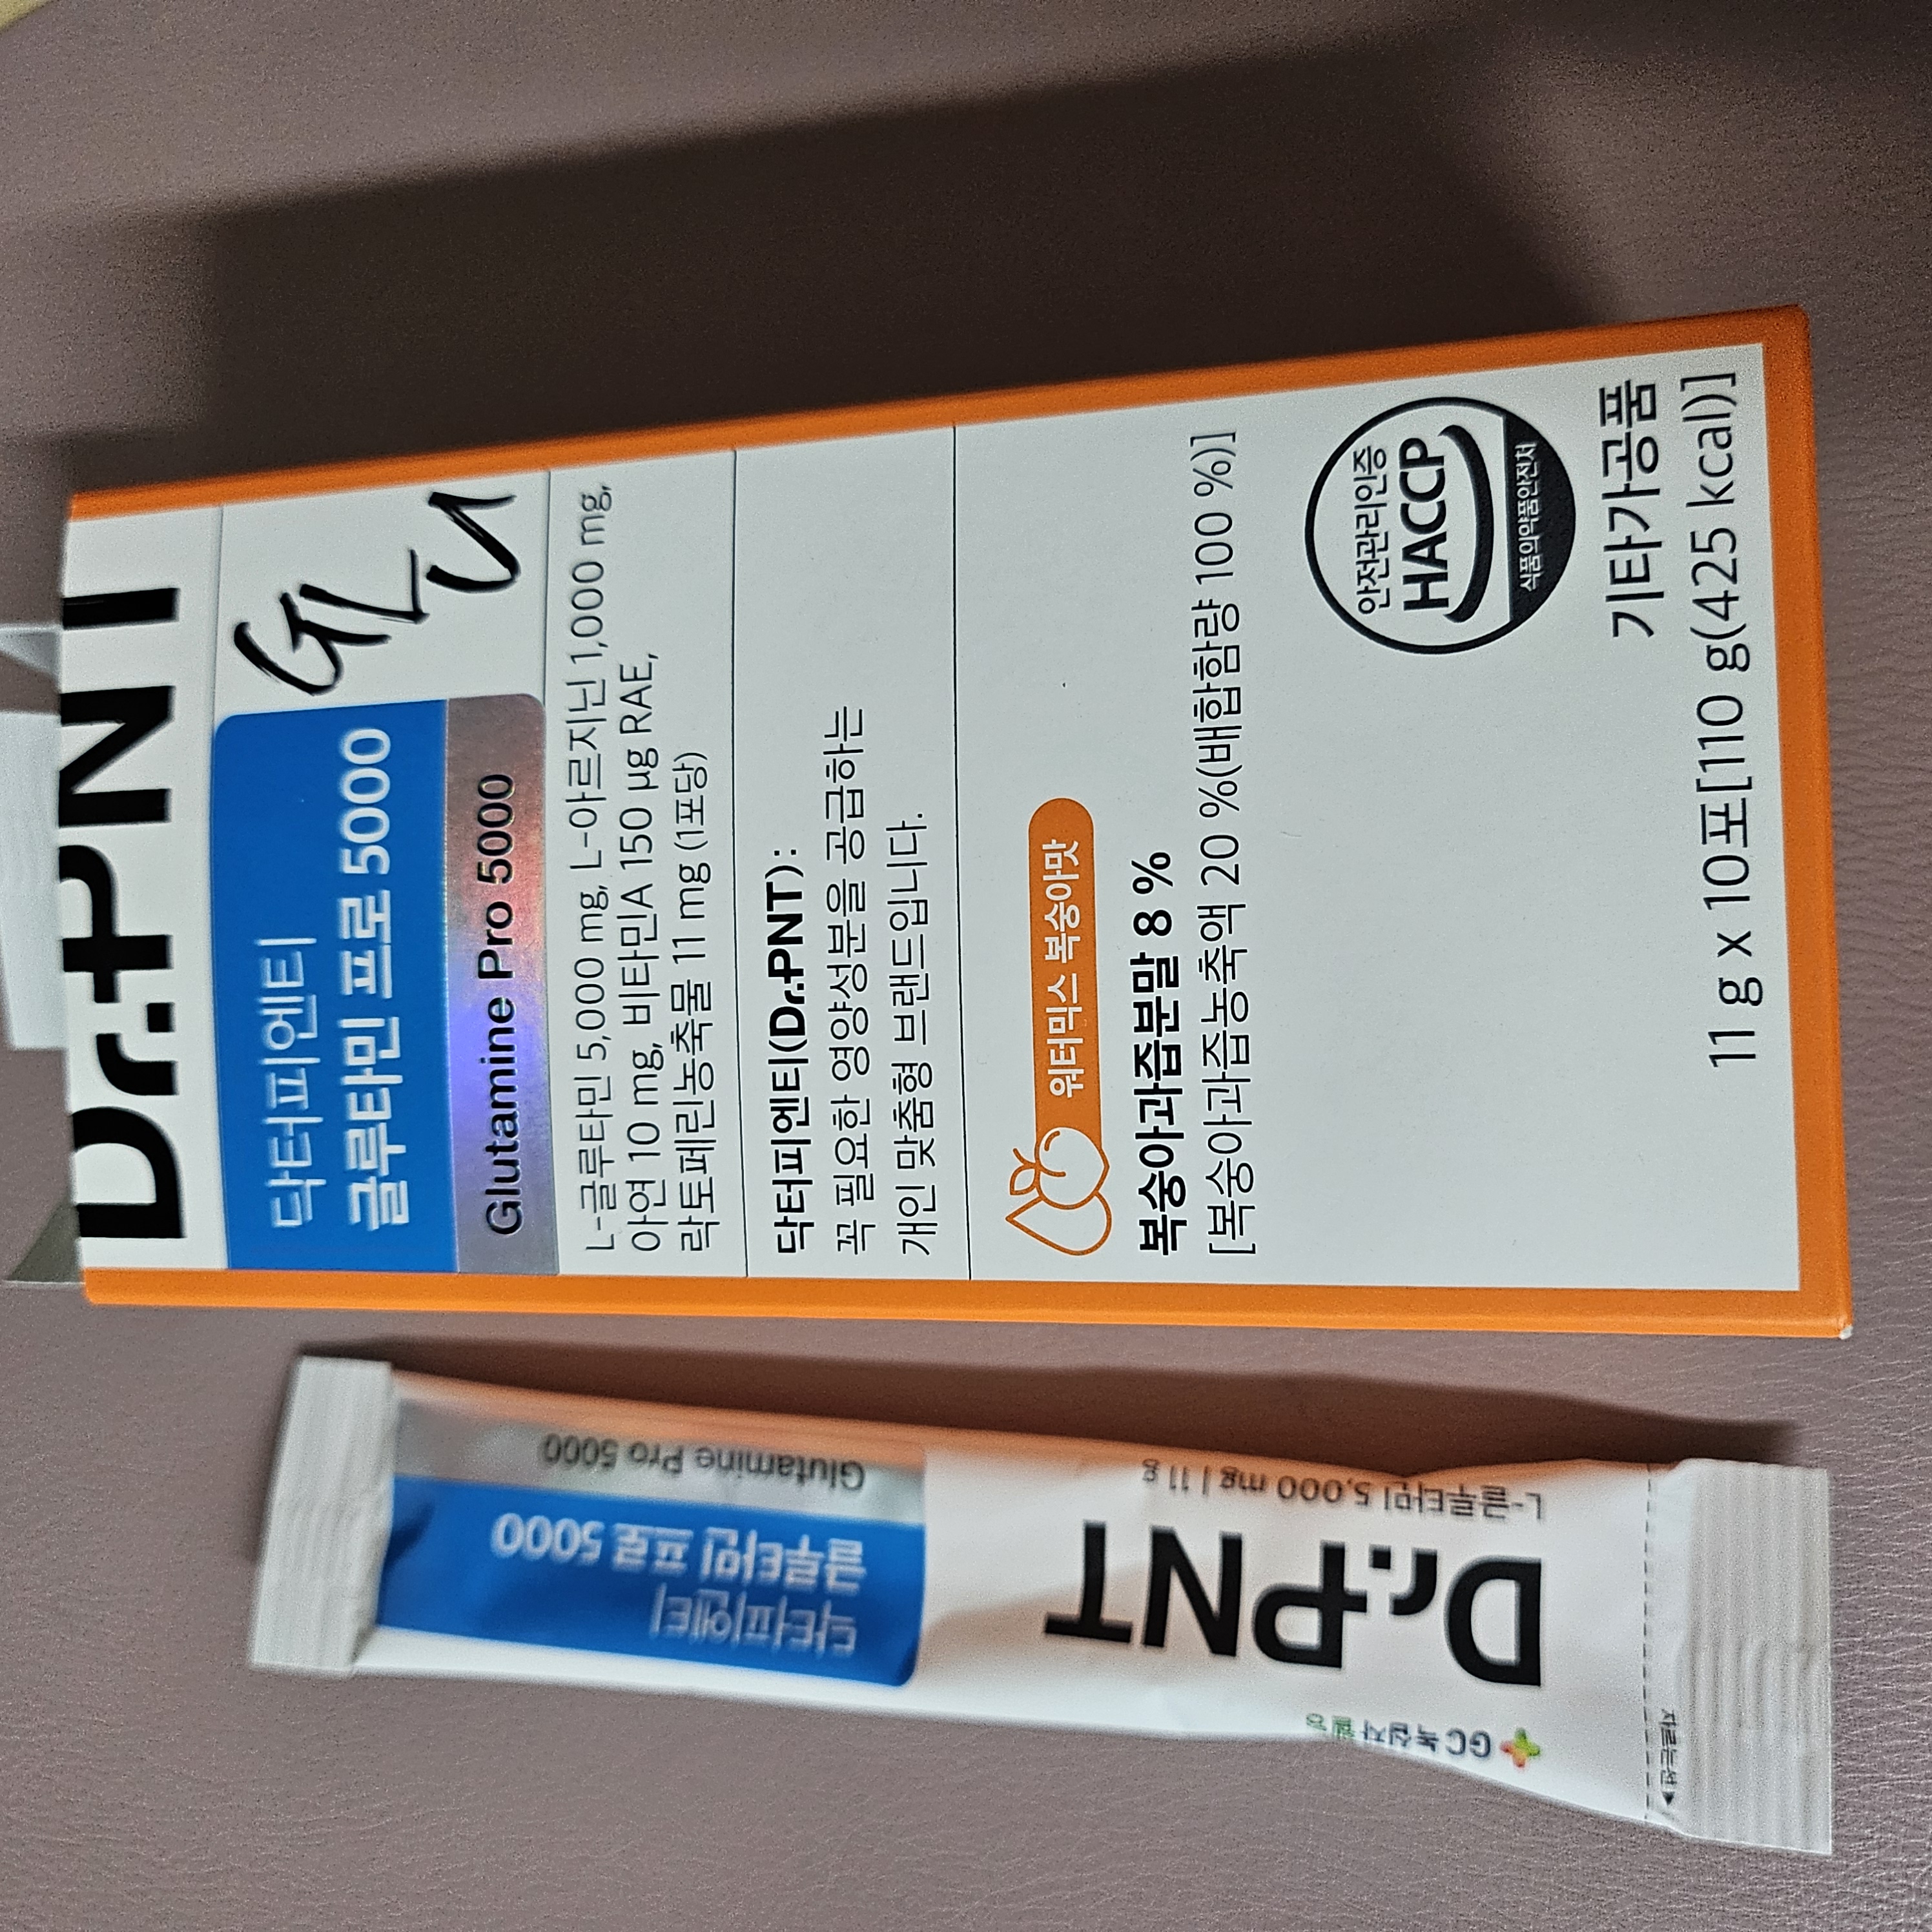 Dr.PNT
닥터피엔티
글루타민 프로 5000
Glutamine Pro 5000
GLU
L-글루타민 5,000 mg, L-아르지닌 1,000 mg,
아연 10 mg, 비타민A 150 µg RAE,
락토페린농축물 11 mg (1포당)
닥터피엔티(Dr.PNT):
꼭 필요한 영양성분을 공급하는
개인 맞춤형 브랜드입니다.
워터믹스 복숭아맛
복숭아과즙분말 8 %
[복숭아과즙농축액 20 %(배합함량 100 %)]
안전관리인증
HACCP
식품의약품안전처
기타가공품
11 g x 10포[110 g(425 kcal)]
자르는선
GC녹십자웰빙
Dr.PNT
L-글루타민 5,000 mg | 11 g
닥터피엔티
글루타민 프로 5000
Glutamine Pro 5000